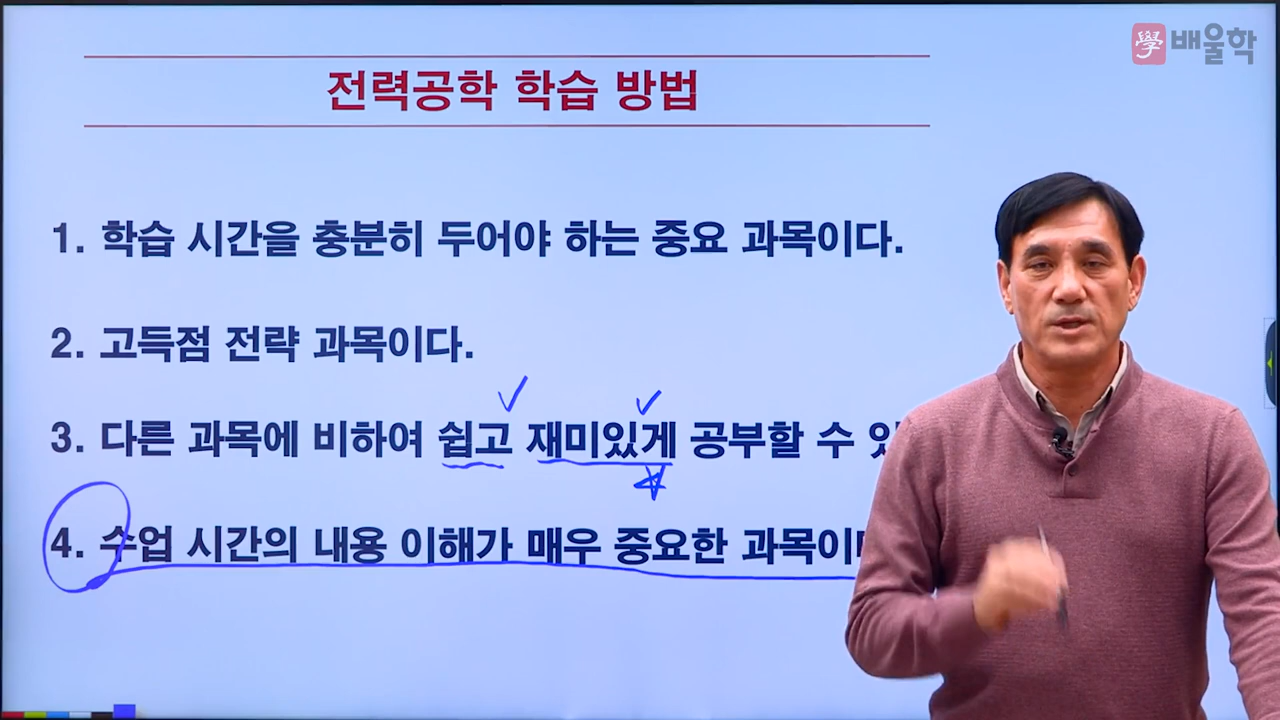 學 배울학
전력공학 학습 방법
1. 학습 시간을 충분히 두어야 하는 중요 과목이다.
2. 고득점 전략 과목이다.
3. 다른 과목에 비하여 쉽고 재미있게 공부할 수
4. 수업 시간의 내용 이해가 매우 중요한